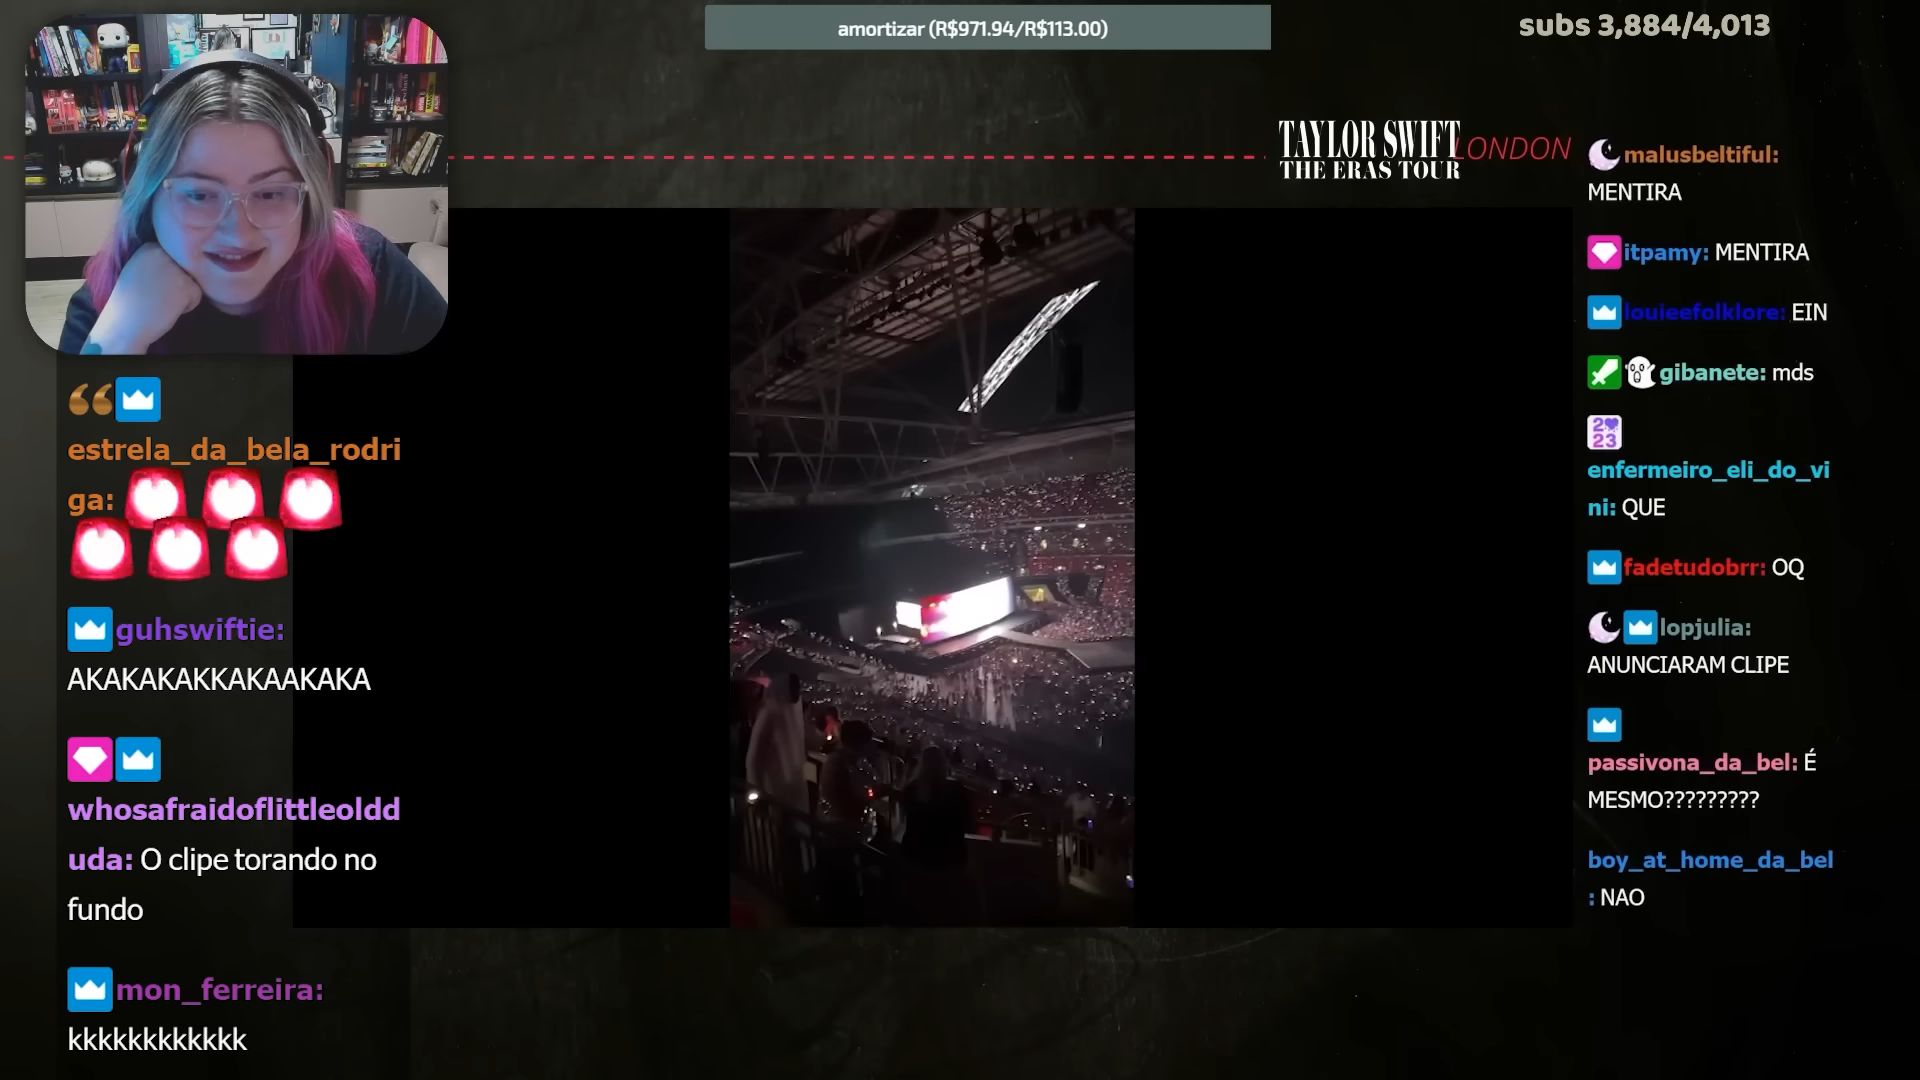 amortizar (R$971.94/R$113.00)
subs 3,884/4,013
TAYLOR SWIFT
THE ERAS TOUR
LONDON
estrela_da_bela_rodri
ga:
guhswiftie:
AKAKAKAKKAKAAKAKA
whosafraidoflittleoldd
uda: O clipe torando no
fundo
mon_ferreira:
kkkkkkkkkkkk
malusbeltiful:
MENTIRA
itpamy: MENTIRA
louieefolklore: EIN
gibanete: mds
2023
enfermeiro_eli_do_vi
ni: QUE
fadetudobrr: OQ
lopjulia:
ANUNCIARAM CLIPE
passivona_da_bel: É
MESMO?????????
boy_at_home_da_bel
: NAO